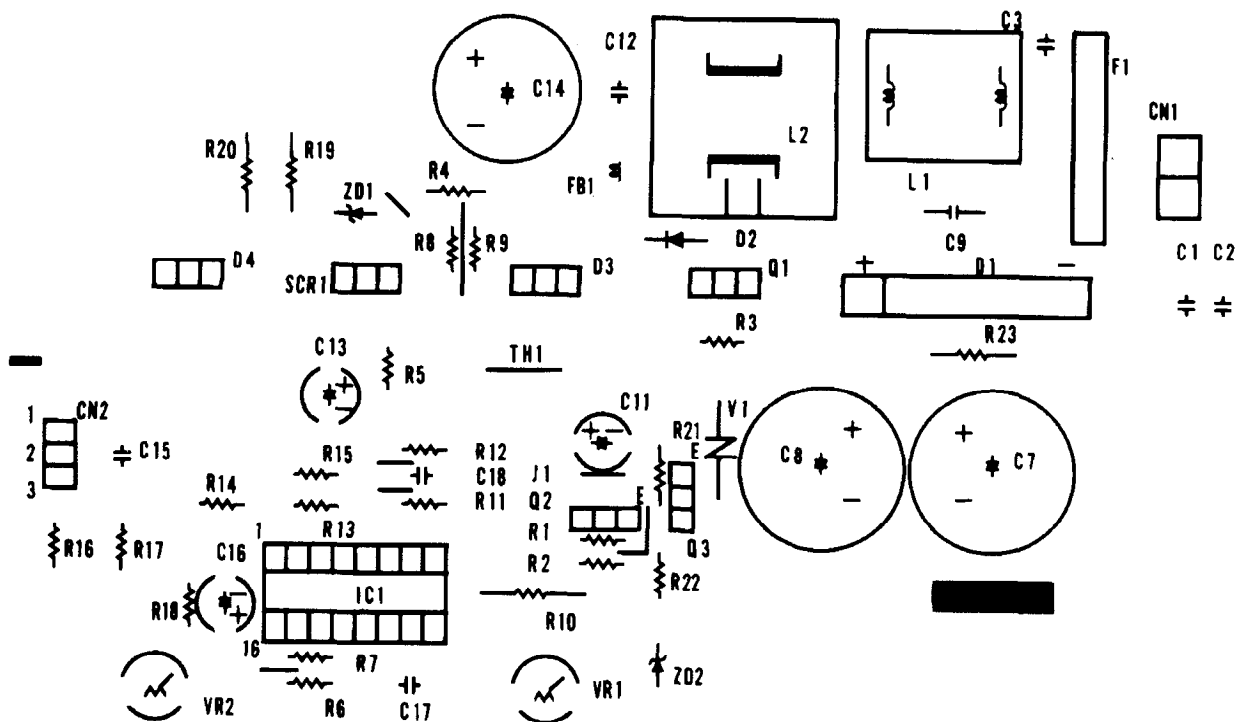 C3
C12
F1
C14
CN1
L2
R20
R19
R4
FB1
L1
ZD1
R8
R9
D2
C9
D4
SCR1
D3
Q1
D1
C1
C2
R3
R23
C13
TH1
R5
C11
V1
1
CN2
2
3
C15
R15
R12
C18
R11
J1
Q2
R21
E
E
C8
C7
R14
R13
1
R1
R2
Q3
R16
R17
C16
IC1
R22
R18
R10
16
R7
R6
C17
VR2
VR1
ZD2